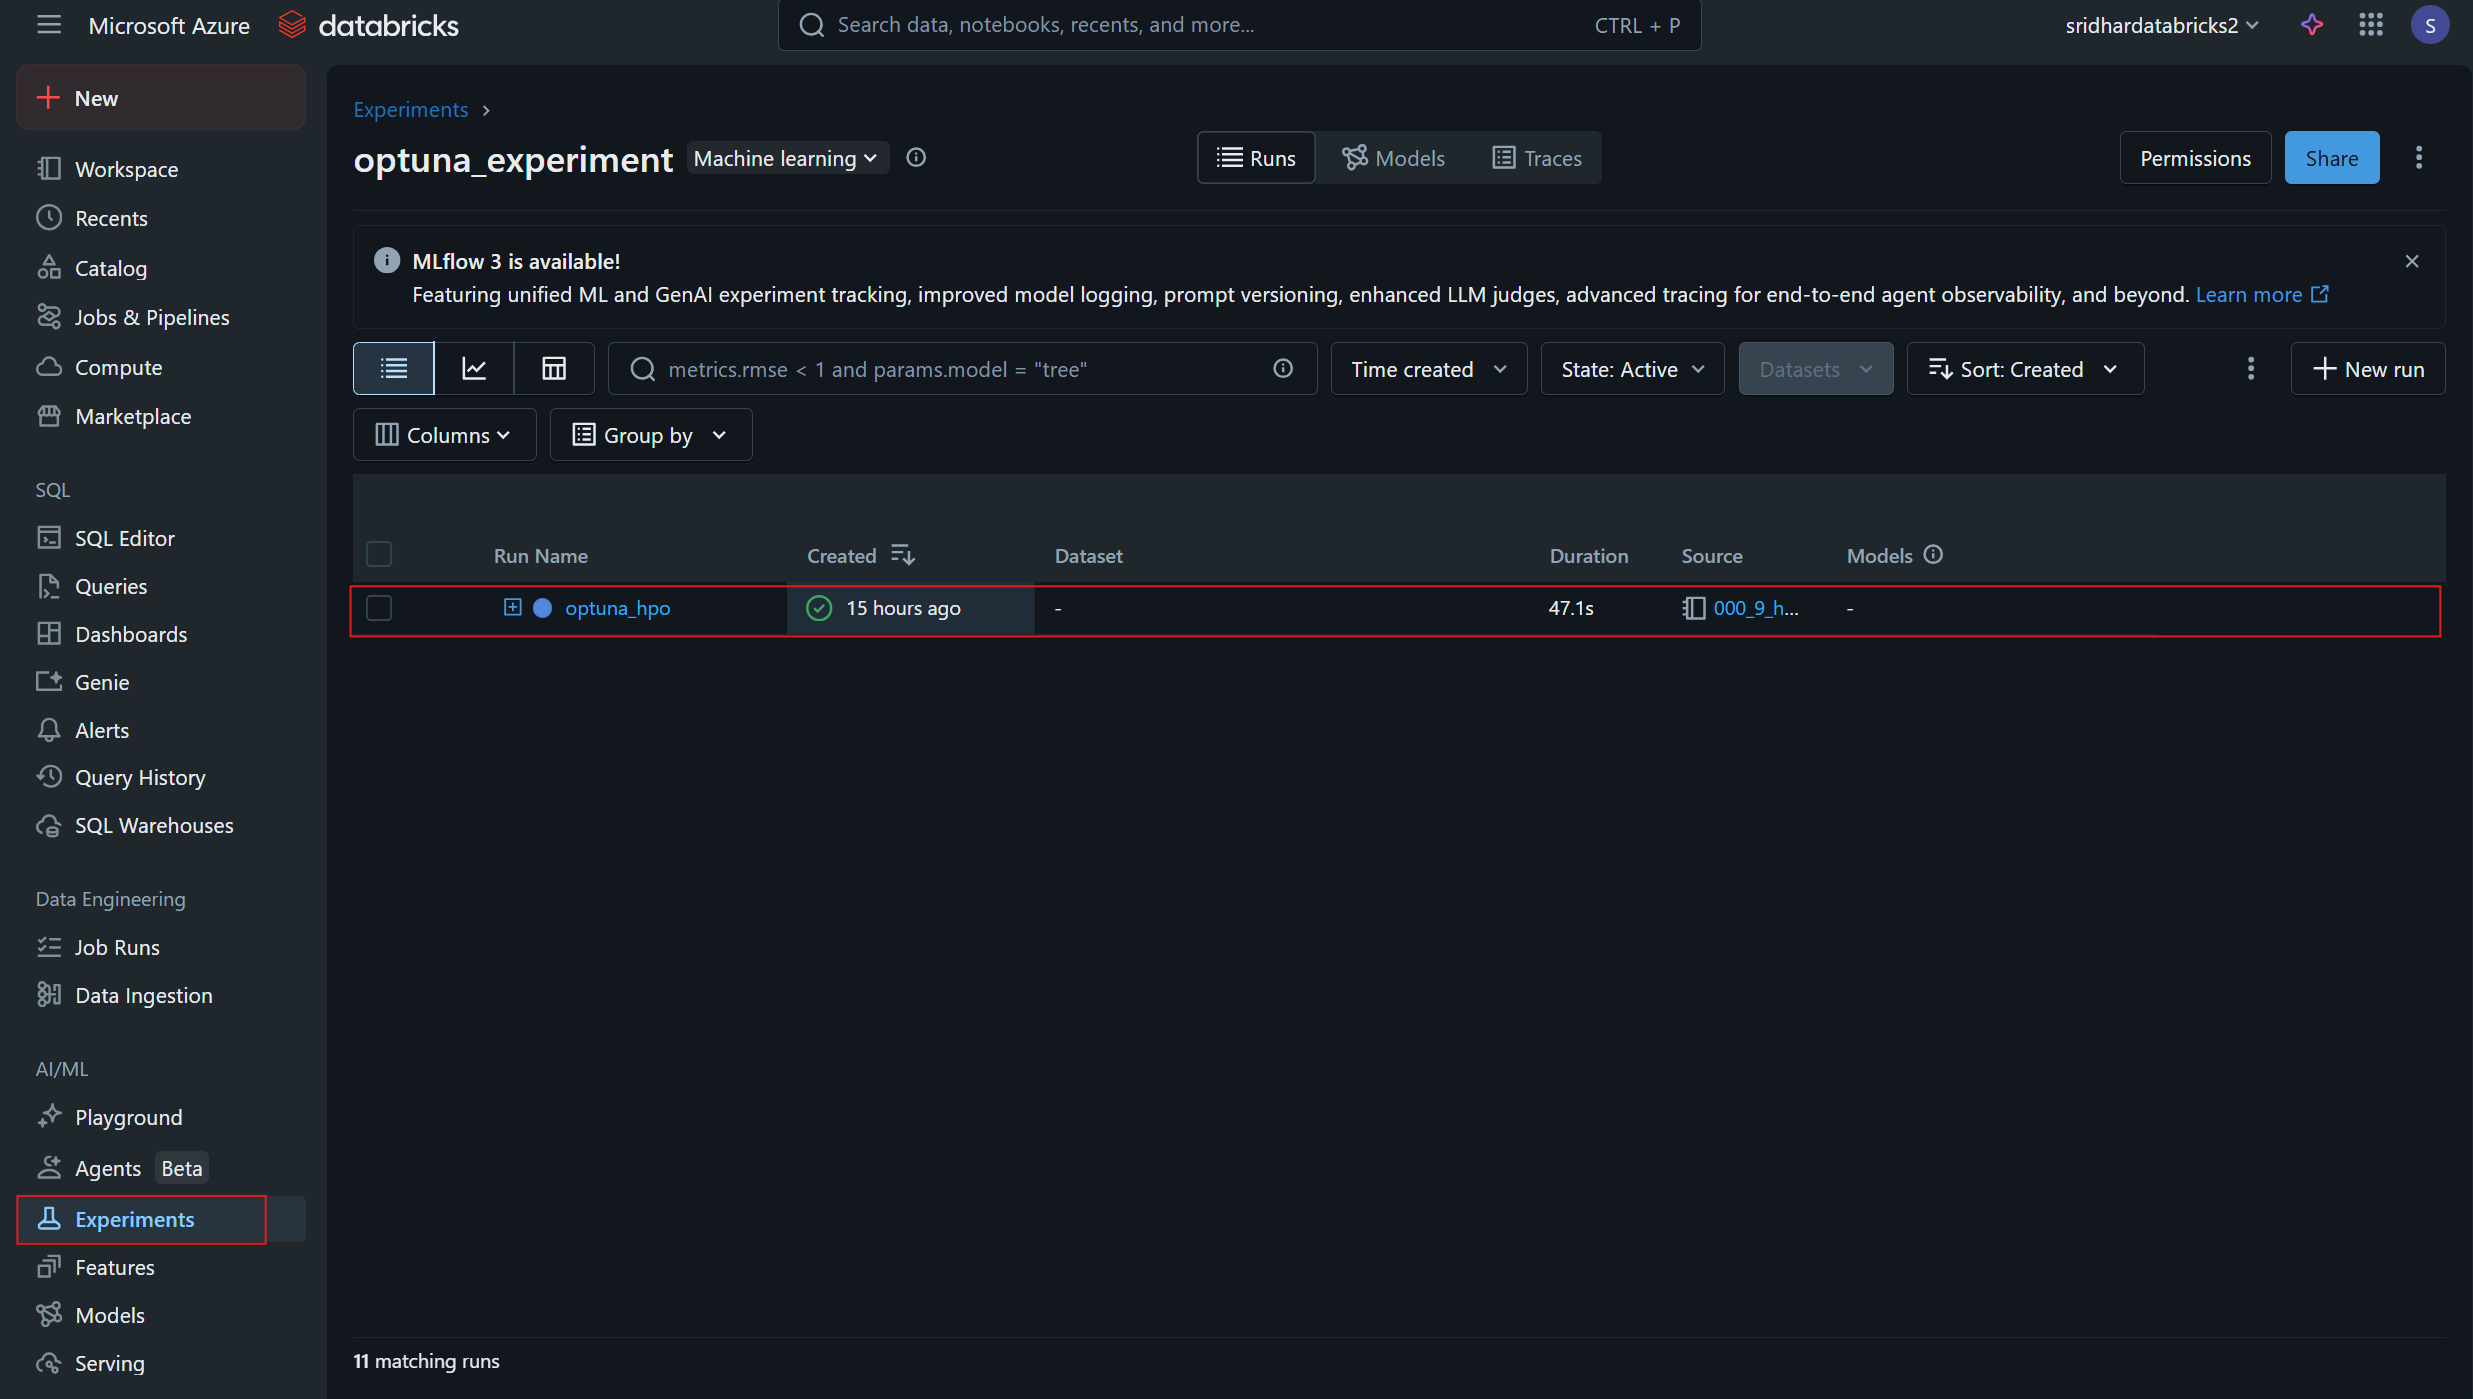 Microsoft Azure databricks
Search data, notebooks, recents, and more... CTRL + P
sridhardatabricks2
S
New
Workspace
Recents
Catalog
Jobs & Pipelines
Compute
Marketplace
SQL
SQL Editor
Queries
Dashboards
Genie
Alerts
Query History
SQL Warehouses
Data Engineering
Job Runs
Data Ingestion
AI/ML
Playground
Agents Beta
Experiments
Features
Models
Serving
Experiments
optuna_experiment Machine learning
Runs Models Traces
Permissions Share
MLflow 3 is available!
Featuring unified ML and GenAI experiment tracking, improved model logging, prompt versioning, enhanced LLM judges, advanced tracing for end-to-end agent observability, and beyond. Learn more
metrics.rmse < 1 and params.model = "tree" Time created State: Active Datasets Sort: Created New run
Columns Group by
Run Name Created Dataset Duration Source Models
optuna_hpo 15 hours ago - 47.1s 000_9_h... -
11 matching runs